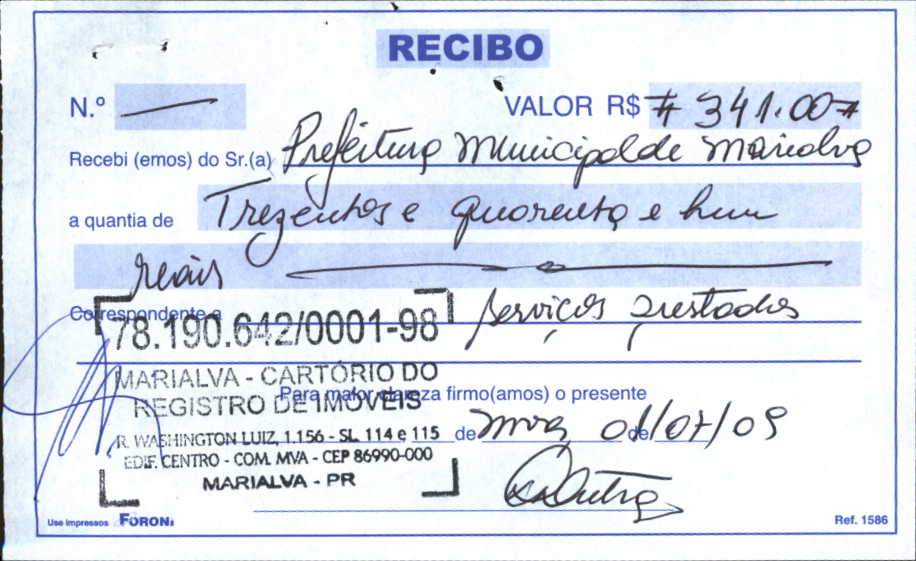 RECIBO
N.º — VALOR R$ # 341.00 #
Recebi (emos) do Sr.(a) Prefeitura Municipal de Marialva
a quantia de Trezentos e quarenta e hum
reais
Correspondente a serviços prestados
78.190.642/0001-98
MARIALVA - CARTÓRIO DO
Para maior clareza firmo(amos) o presente
REGISTRO DE IMÓVEIS
R. WASHINGTON LUIZ, 1.156 - SL. 114 e 115 de Mva, de 01/07/09
EDIF. CENTRO - COM. MVA - CEP 86990-000
MARIALVA - PR
Use impressos FORONI Ref. 1586